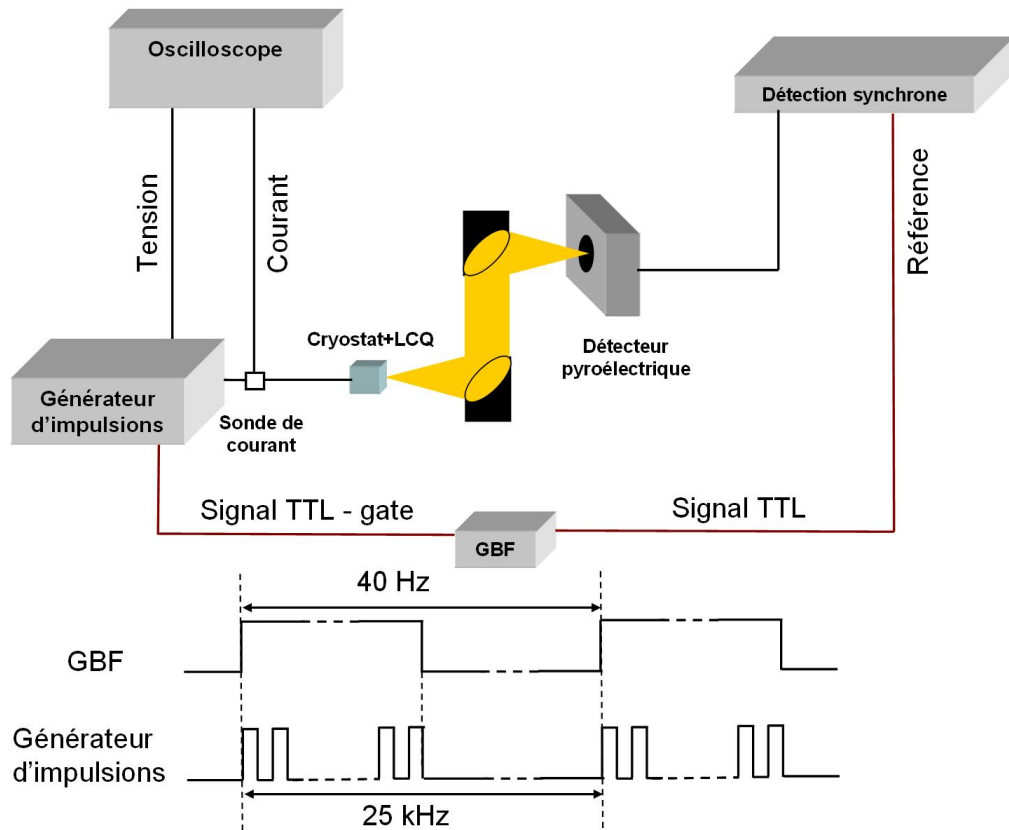 Oscilloscope
Détection synchrone
Tension
Courant
Référence
Cryostat+LCQ
Détecteur
pyroélectrique
Générateur
d'impulsions
Sonde de
courant
Signal TTL - gate
Signal TTL
GBF
40 Hz
GBF
Générateur
d'impulsions
25 kHz